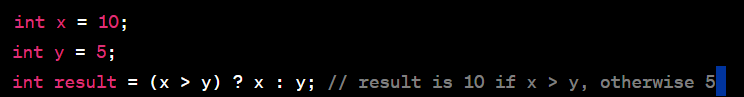 int x = 10;
int y = 5;
int result = (x > y) ? x : y; // result is 10 if x > y, otherwise 5